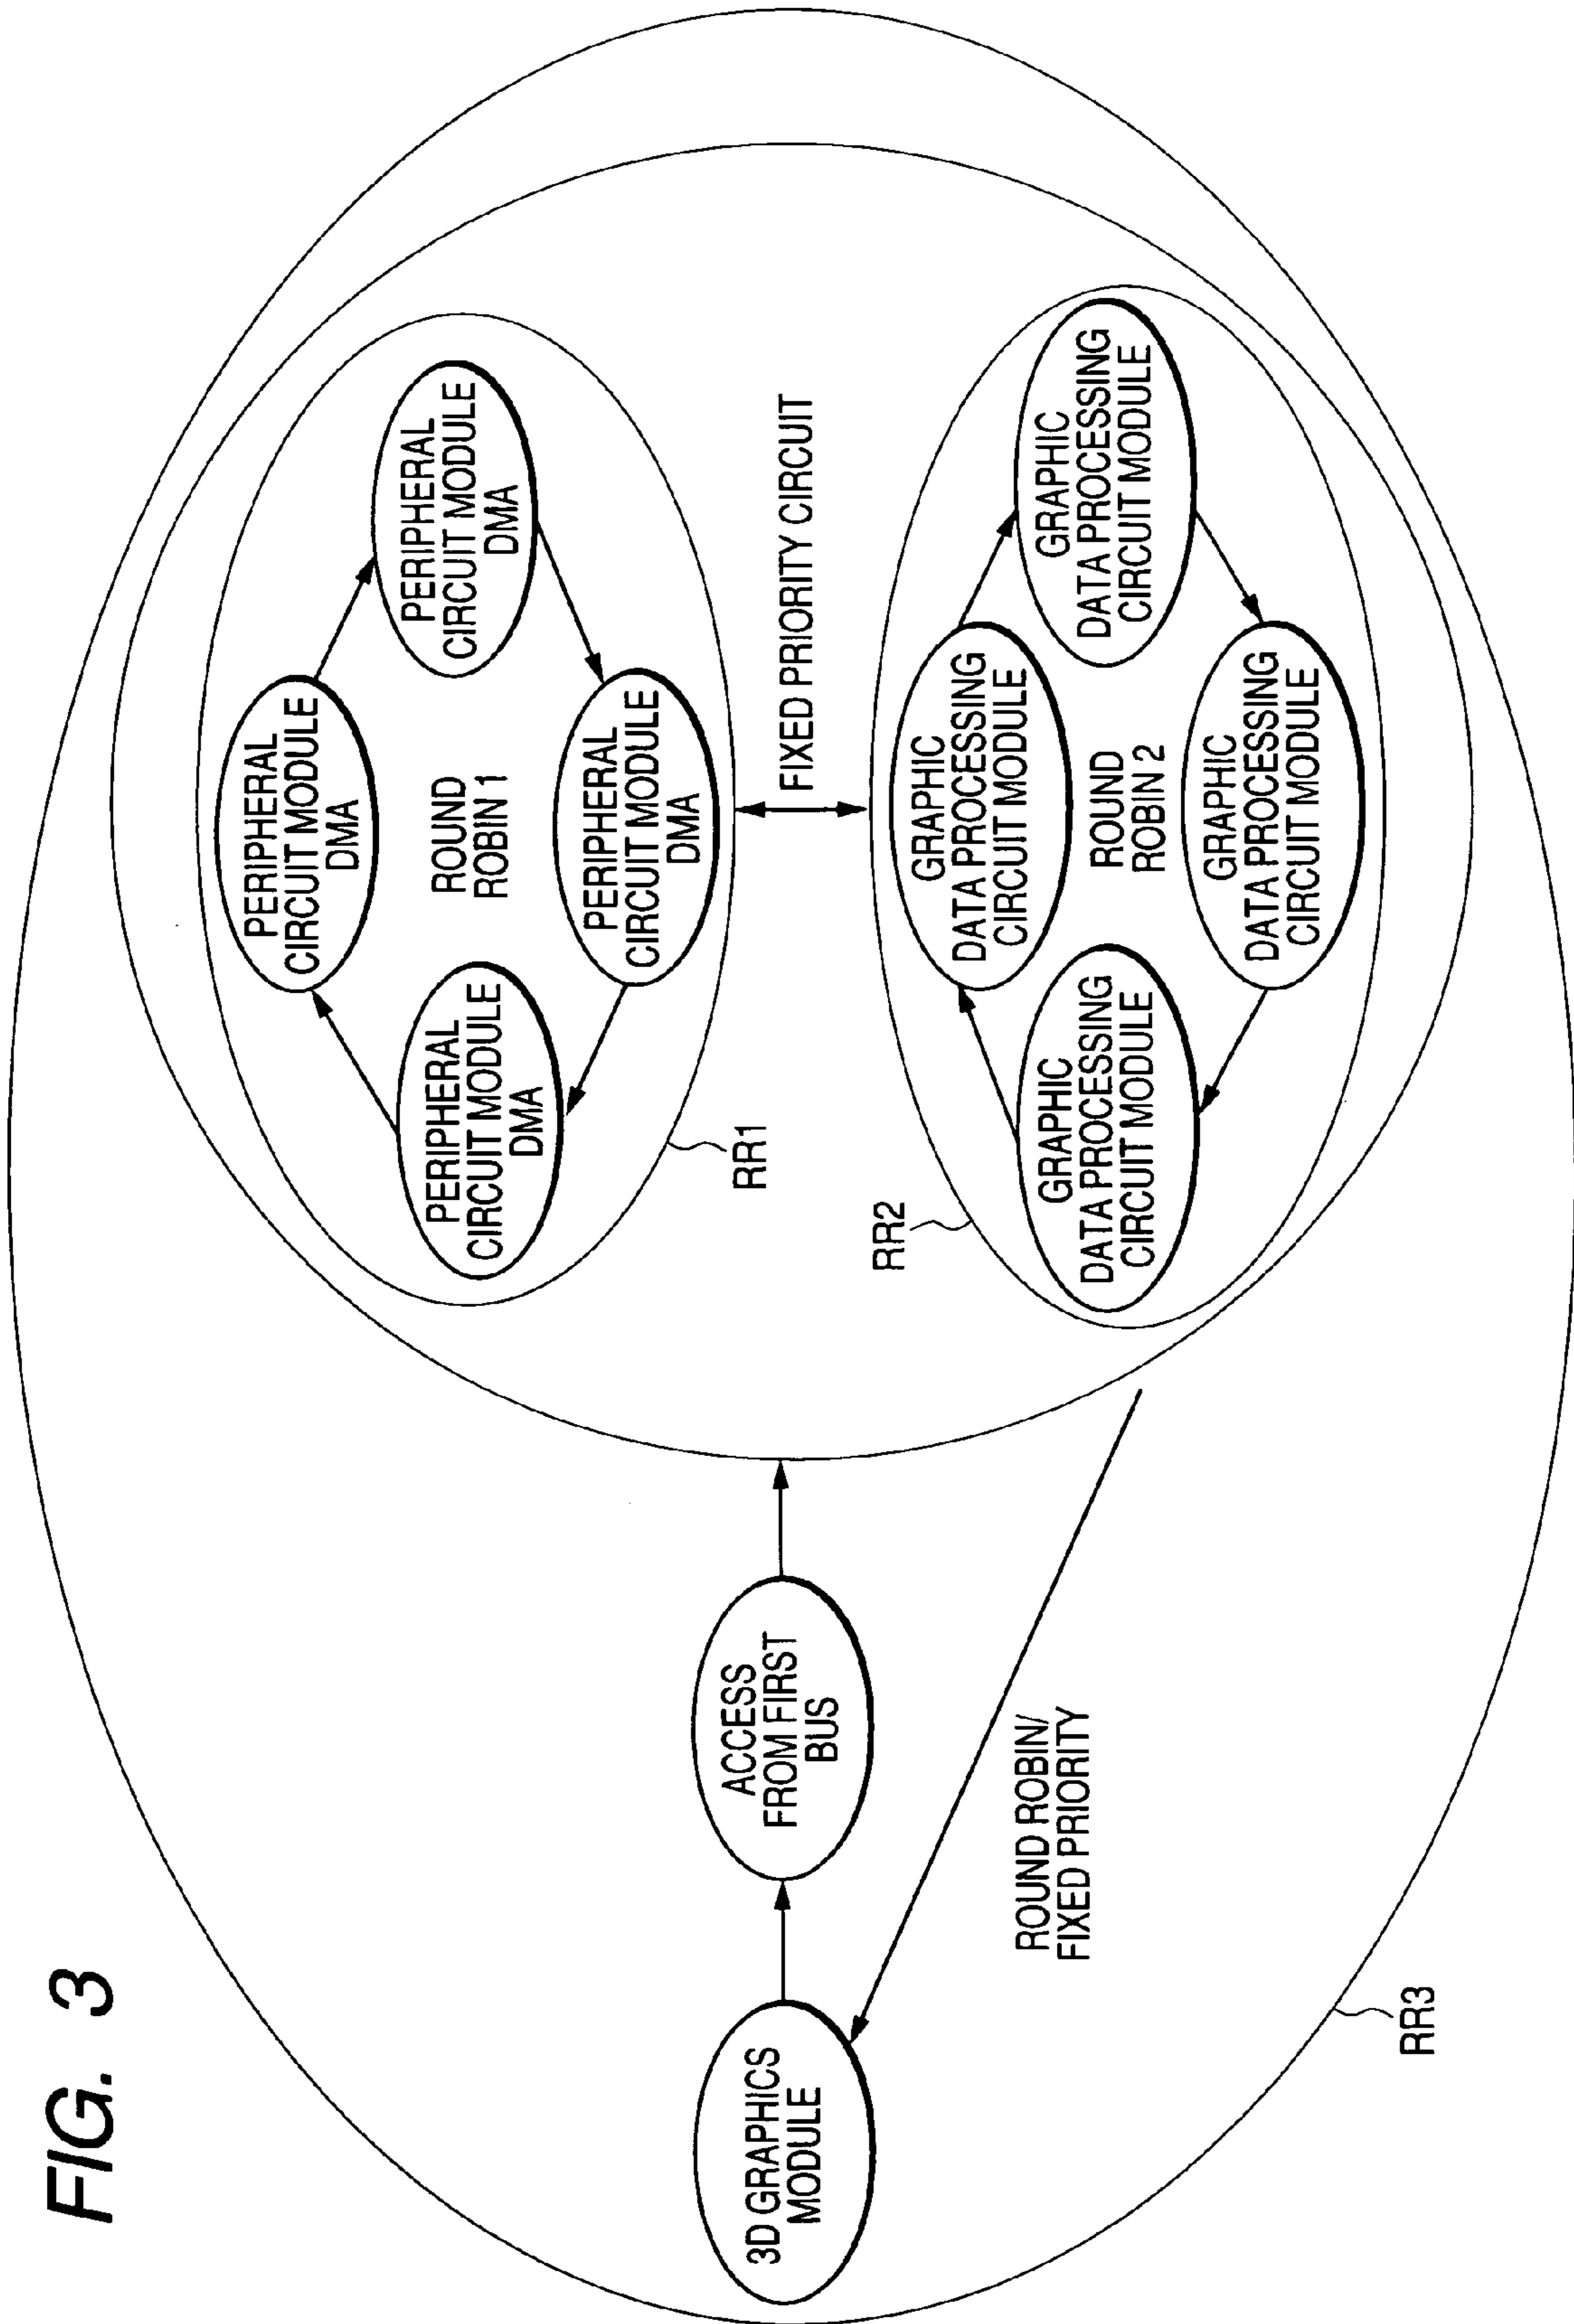 FIG. 3
PERIPHERAL
CIRCUIT MODULE
DMA
PERIPHERAL
CIRCUIT MODULE
DMA
ROUND
ROBIN 1
PERIPHERAL
CIRCUIT MODULE
DMA
PERIPHERAL
CIRCUIT MODULE
DMA
RR1
FIXED PRIORITY CIRCUIT
3D GRAPHICS
MODULE
ACCESS
FROM FIRST
BUS
RR2
GRAPHIC
DATA PROCESSING
CIRCUIT MODULE
GRAPHIC
DATA PROCESSING
CIRCUIT MODULE
GRAPHIC
DATA PROCESSING
CIRCUIT MODULE
ROUND
ROBIN 2
GRAPHIC
DATA PROCESSING
CIRCUIT MODULE
ROUND ROBIN/
FIXED PRIORITY
RR3